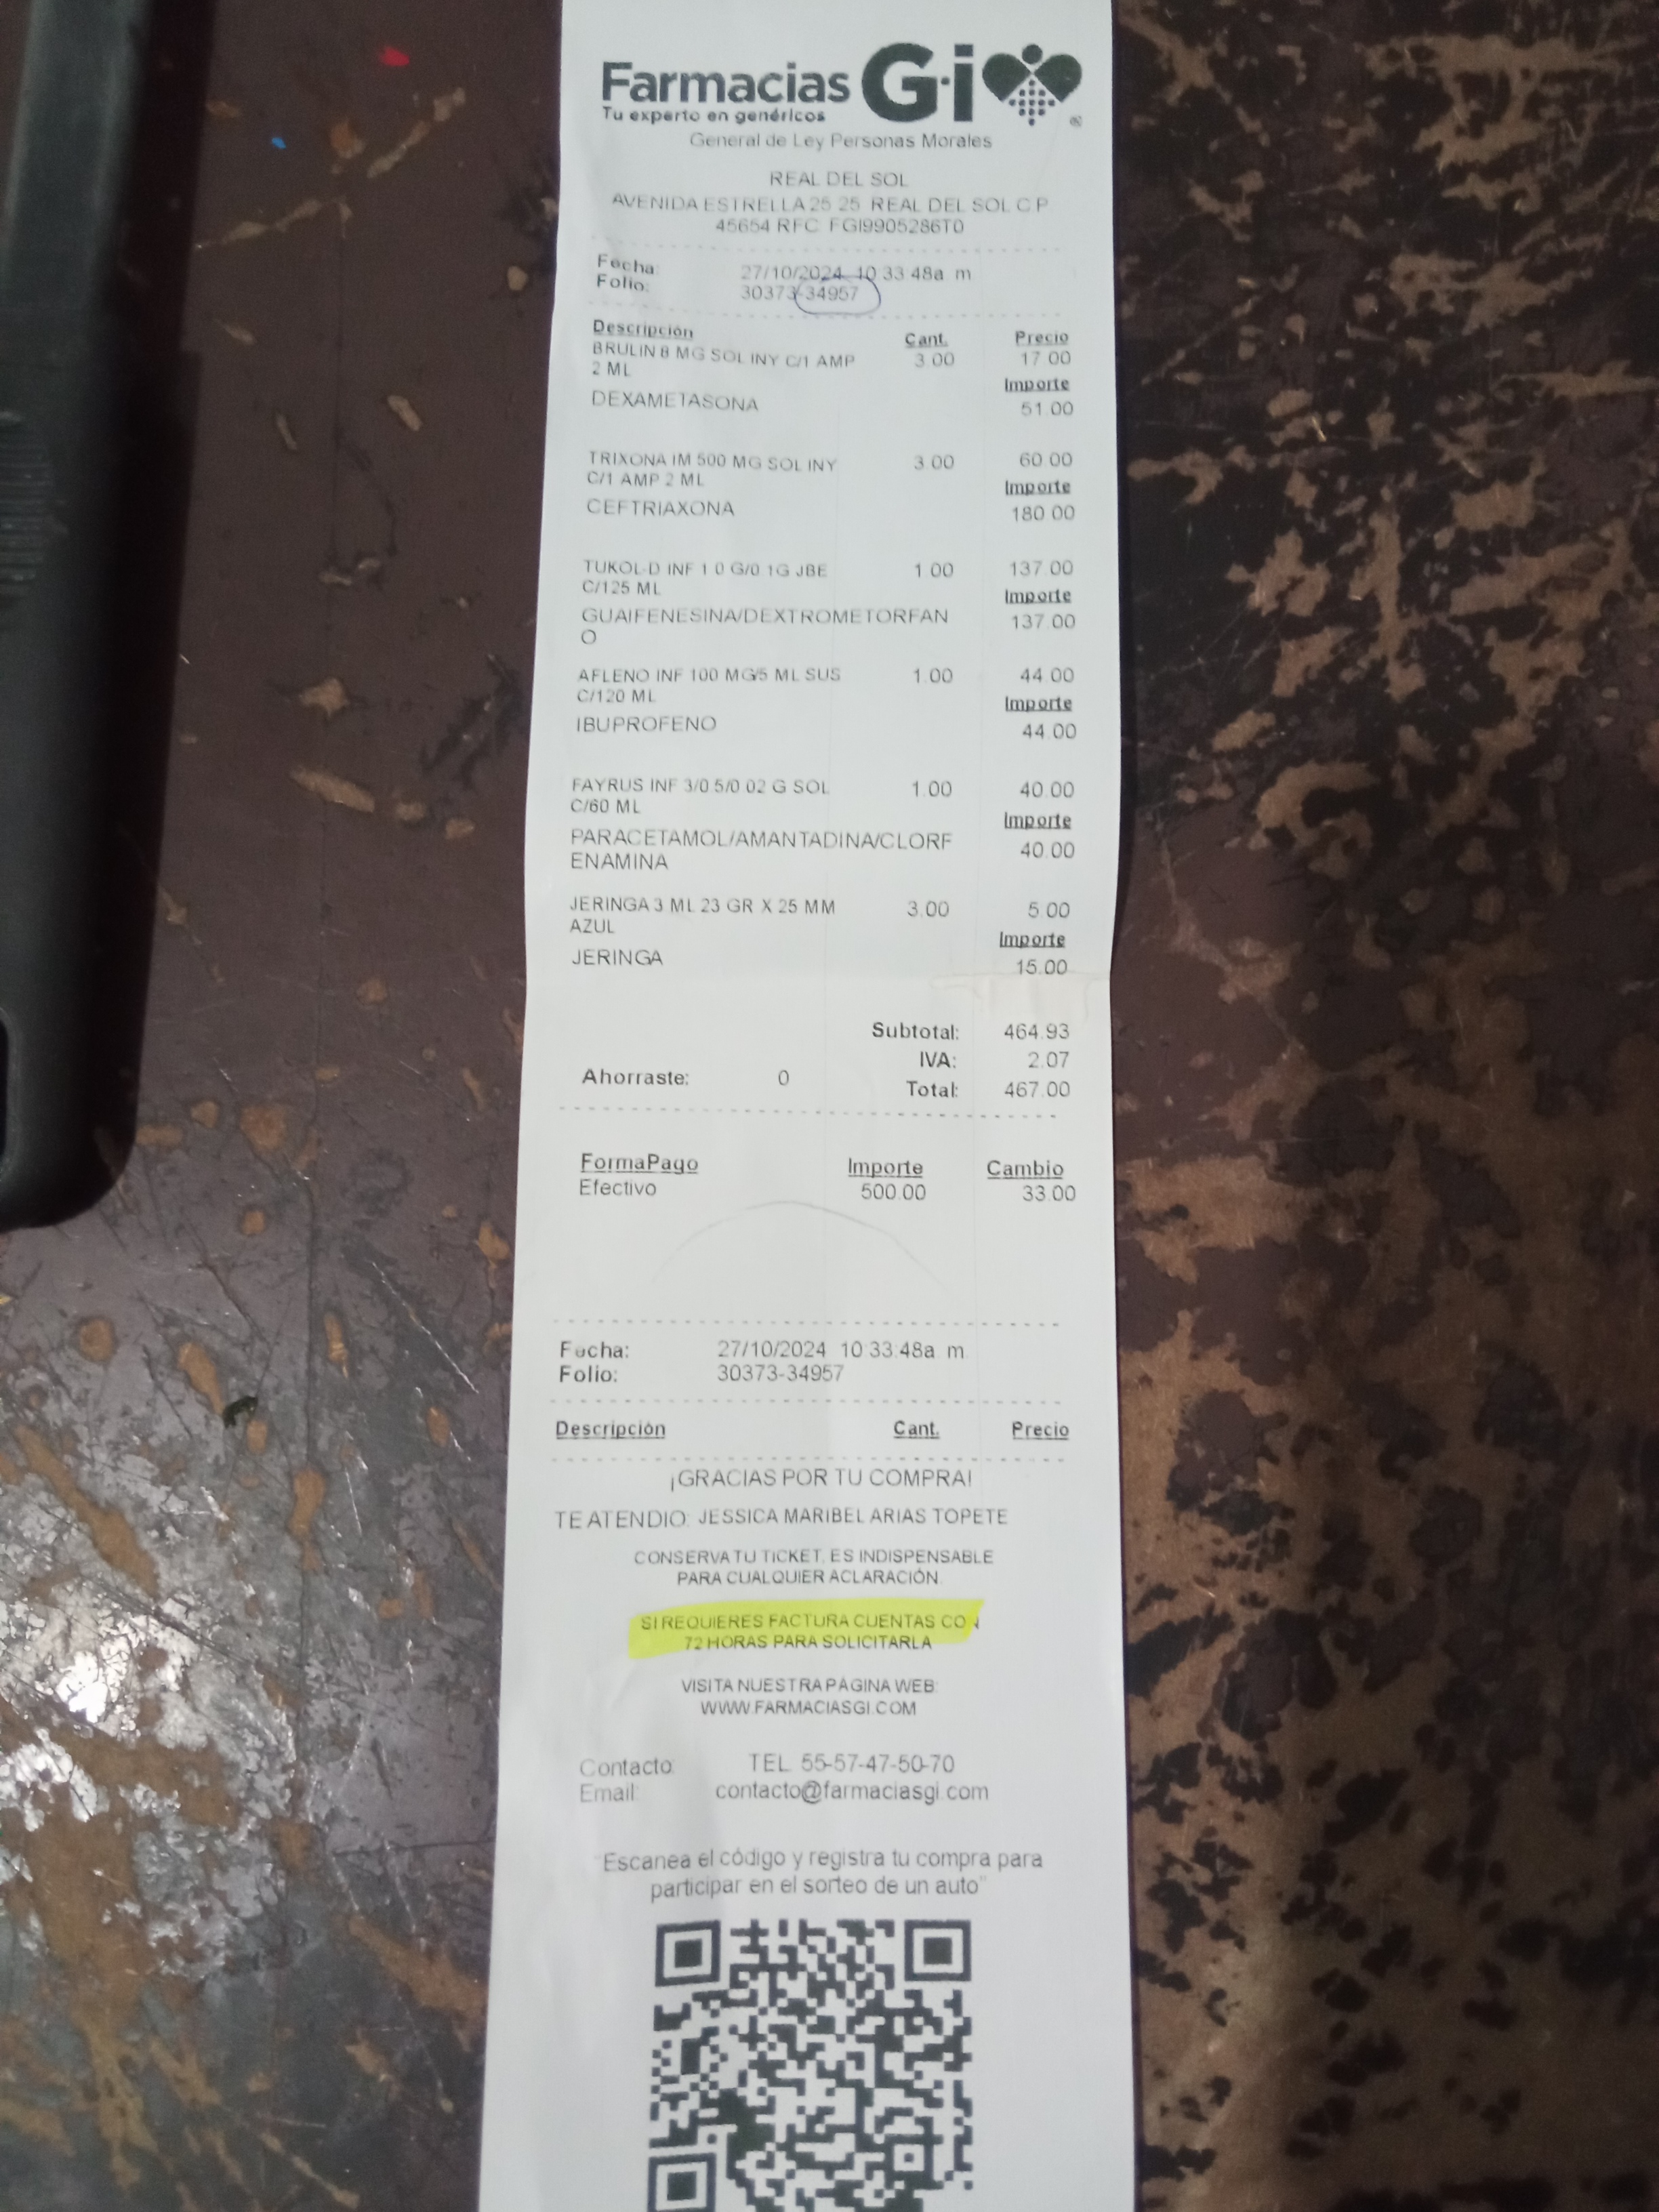 Farmacias G·i
Tu experto en genéricos
General de Ley Personas Morales
REAL DEL SOL
AVENIDA ESTRELLA 25 25 REAL DEL SOL C P
45654 RFC FGI9905286T0
Fecha: 27/10/2024 10 33 48a m
Folio: 30373-34957
Descripción Cant. Precio
BRULIN 8 MG SOL INY C/1 AMP 3.00 17.00
2 ML Importe
DEXAMETASONA 51.00
TRIXONA IM 500 MG SOL INY 3.00 60.00
C/1 AMP 2 ML Importe
CEFTRIAXONA 180.00
TUKOL-D INF 1 0 G/0 1G JBE 1.00 137.00
C/125 ML Importe
GUAIFENESINA/DEXTROMETORFAN 137.00
O
AFLENO INF 100 MG/5 ML SUS 1.00 44.00
C/120 ML Importe
IBUPROFENO 44.00
FAYRUS INF 3/0 5/0 02 G SOL 1.00 40.00
C/60 ML Importe
PARACETAMOL/AMANTADINA/CLORF 40.00
ENAMINA
JERINGA 3 ML 23 GR X 25 MM 3.00 5.00
AZUL Importe
JERINGA 15.00
Subtotal: 464.93
IVA: 2.07
Ahorraste: 0 Total: 467.00
FormaPago Importe Cambio
Efectivo 500.00 33.00
Fecha: 27/10/2024 10:33:48a m
Folio: 30373-34957
Descripción Cant. Precio
¡GRACIAS POR TU COMPRA!
TE ATENDIO: JESSICA MARIBEL ARIAS TOPETE
CONSERVA TU TICKET, ES INDISPENSABLE
PARA CUALQUIER ACLARACIÓN.
SI REQUIERES FACTURA CUENTAS CON
72 HORAS PARA SOLICITARLA
VISITA NUESTRA PÁGINA WEB:
WWW.FARMACIASGI.COM
Contacto: TEL 55-57-47-50-70
Email: contacto@farmaciasgi.com
"Escanea el código y registra tu compra para
participar en el sorteo de un auto"